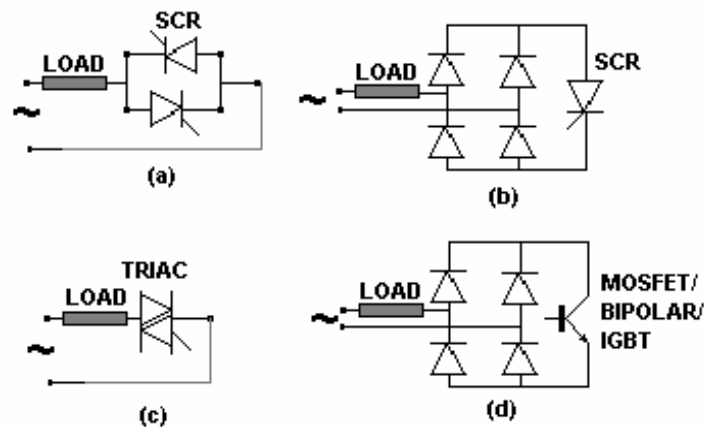 SCR
LOAD
(a)
LOAD
SCR
(b)
TRIAC
LOAD
(c)
LOAD
MOSFET/
BIPOLAR/
IGBT
(d)